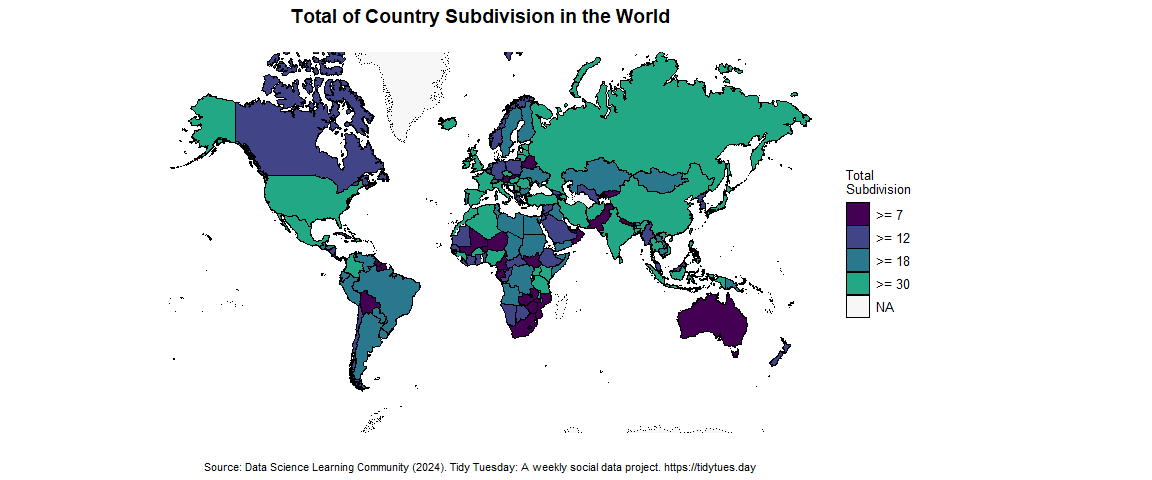 Total of Country Subdivision in the World
Total
Subdivision
>= 7
>= 12
>= 18
>= 30
NA
Source: Data Science Learning Community (2024). Tidy Tuesday: A weekly social data project. https://tidytues.day